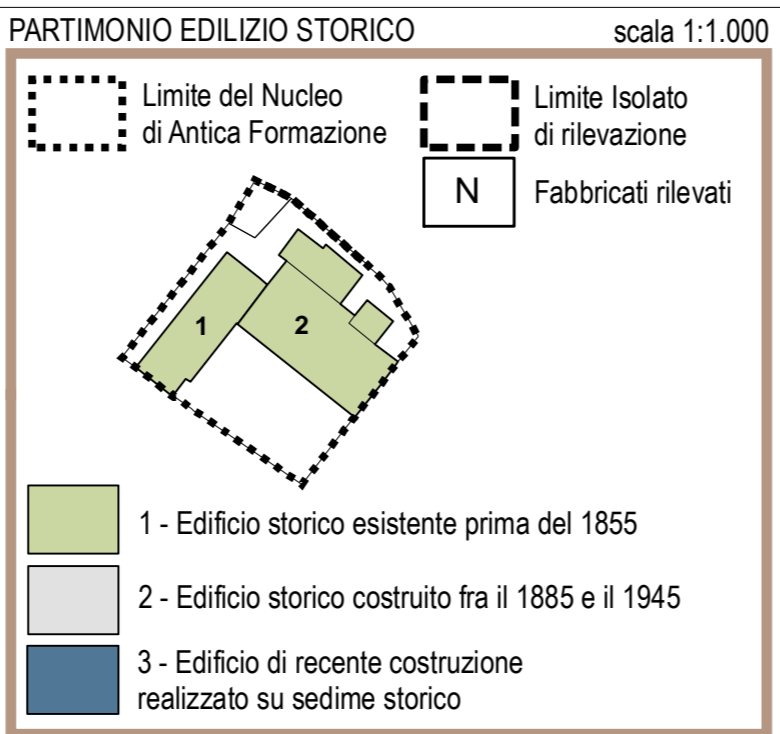 PARTIMONIO EDILIZIO STORICO scala 1:1.000
Limite del Nucleo
di Antica Formazione
Limite Isolato
di rilevazione
N Fabbricati rilevati
1
2
1 - Edificio storico esistente prima del 1855
2 - Edificio storico costruito fra il 1885 e il 1945
3 - Edificio di recente costruzione
realizzato su sedime storico